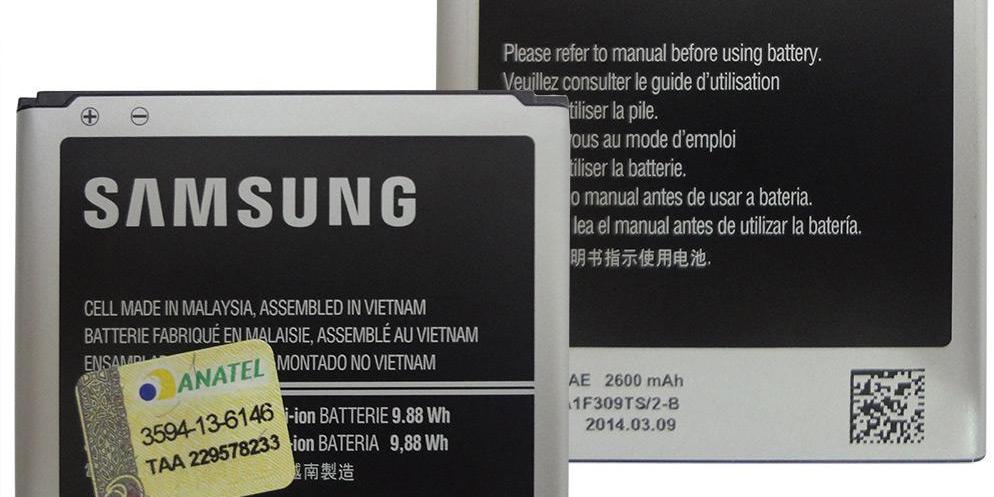 SAMSUNG
CELL MADE IN MALAYSIA, ASSEMBLED IN VIETNAM
BATTERIE FABRIQUÉ EN MALAISIE, ASSEMBLÉ AU VIETNAM
MONTADO NO VIETNAM
ANATEL
3594-13-6146
TAA 229578233
i-ion BATTERIE 9.88 Wh
ion BATERIA 9,88 Wh
越南製造
Please refer to manual before using battery.
Veuillez consulter le guide d'utilisation
tiliser la pile.
vous au mode d'emploi
tiliser la batterie.
o manual antes de usar a bateria.
lea el manual antes de utilizar la batería.
明书指示使用电池.
AE 2600 mAh
1F309TS/2-B
2014.03.09